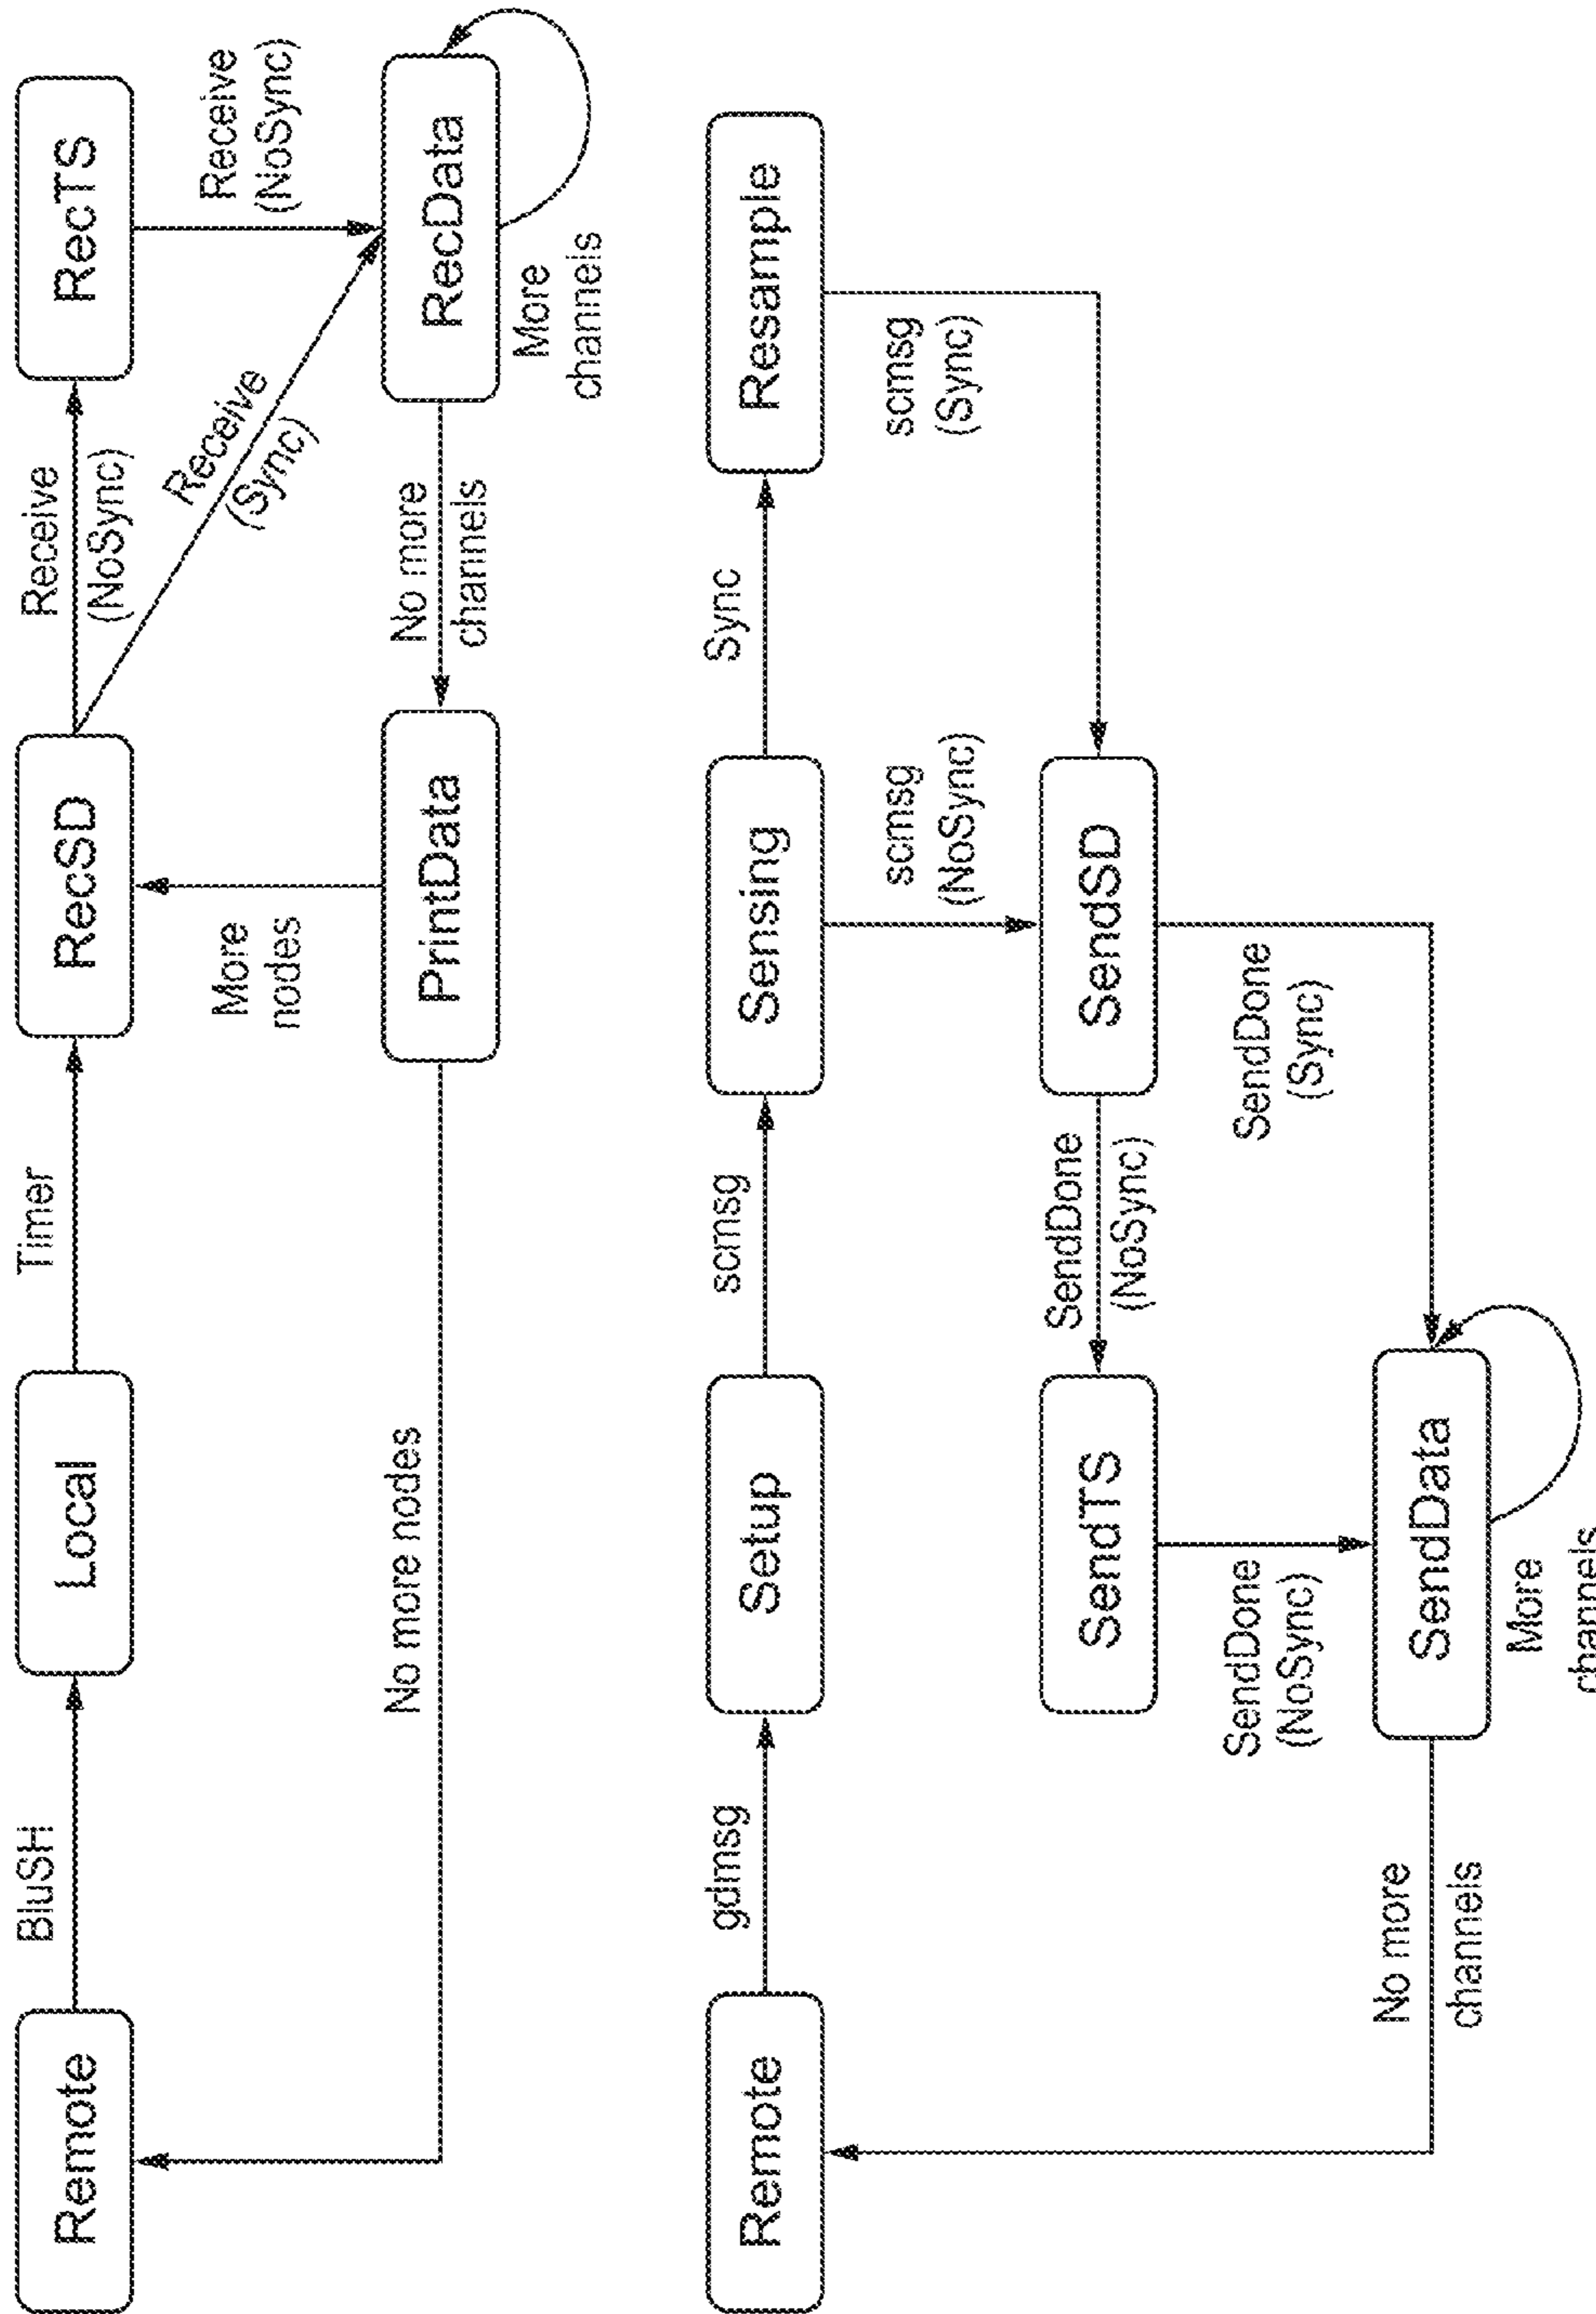 Remote
BluSH
Local
Timer
RecSD
Receive
(NoSync)
RecTS
Receive
(Sync)
Receive
(NoSync)
More
nodes
No more nodes
PrintData
No more
channels
RecData
More
channels
Remote
gdmsg
Setup
scmsg
Sensing
Sync
Resample
scmsg
(NoSync)
scmsg
(Sync)
SendTS
SendDone
(NoSync)
SendSD
SendDone
(NoSync)
SendDone
(Sync)
No more
channels
SendData
More
channels